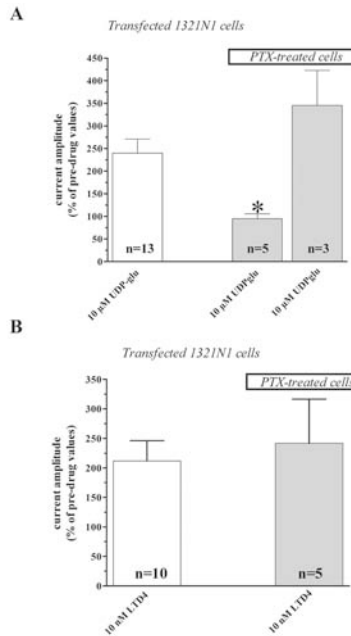 A
Transfected 1321N1 cells
PTX-treated cells
current amplitude
(% of pre-drug values)
450
400
350
300
250
200
150
100
50
0
*
n=13
n=5
n=3
10 µM UDP-glu
10 µM UDPglu
10 µM UDPglu
B
Transfected 1321N1 cells
PTX-treated cells
current amplitude
(% of pre-drug values)
350
300
250
200
150
100
50
0
n=10
n=5
10 nM LTD4
10 nM LTD4